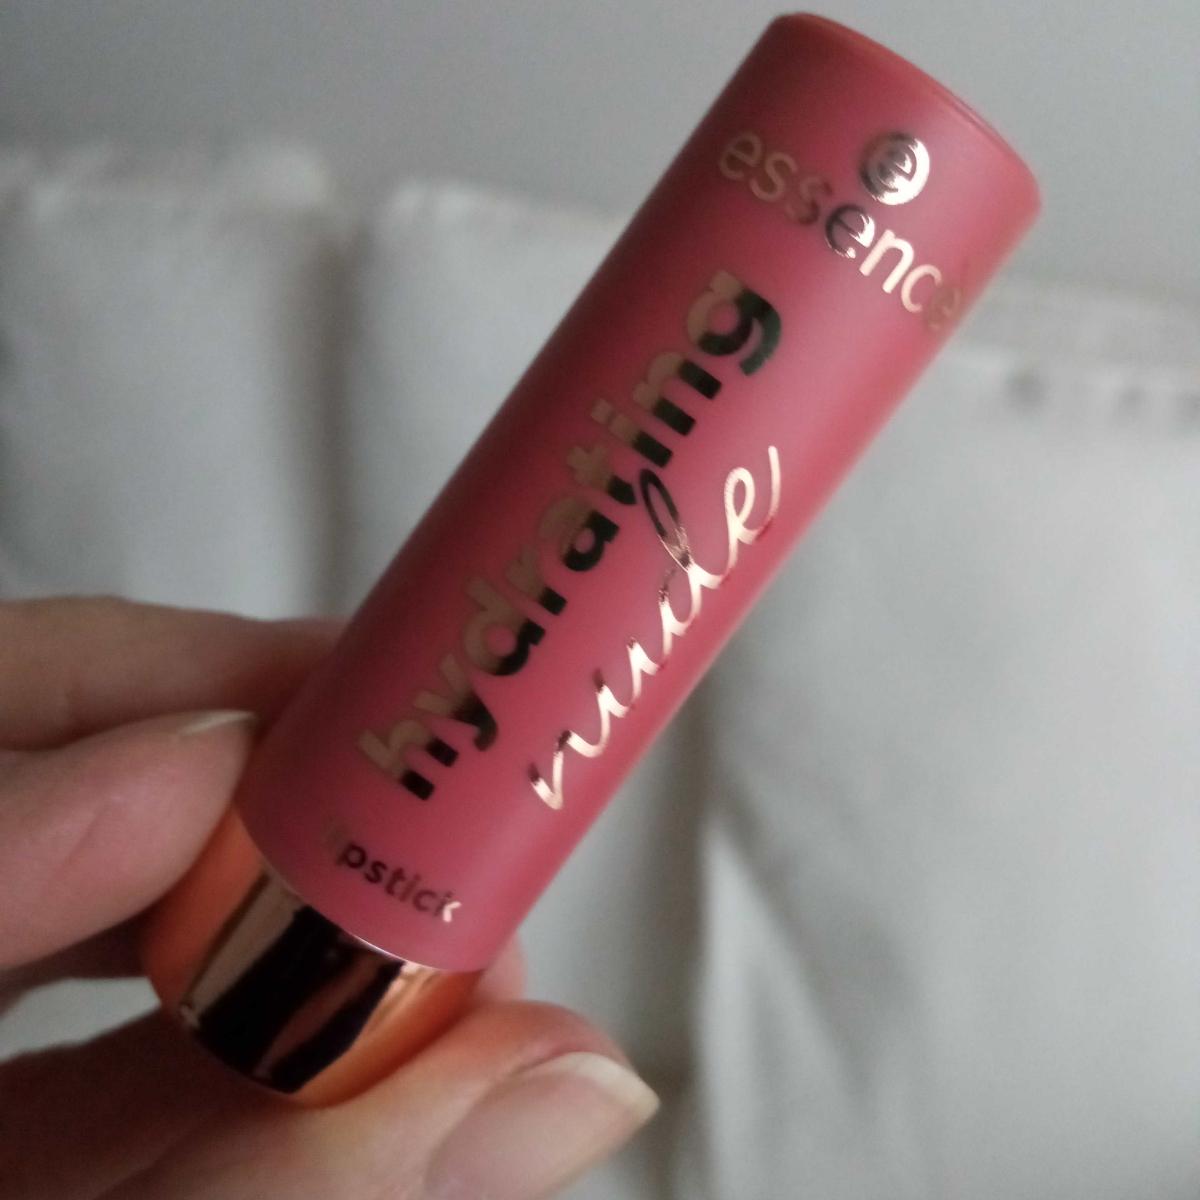 e
essence
hydrating
nude
lipstick